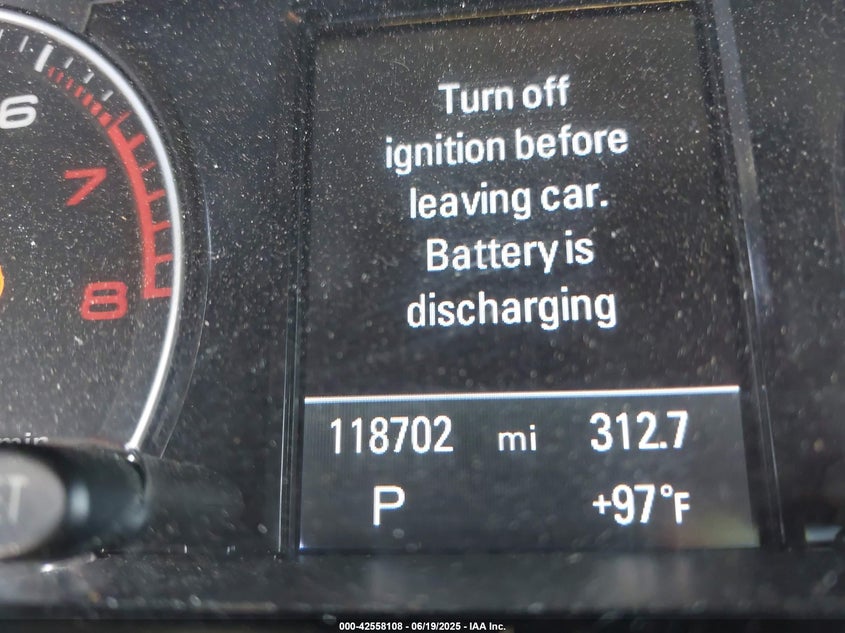 6
7
8
Turn off
ignition before
leaving car.
Battery is
discharging
118702 mi 312.7
P +97°F
000-42558108 - 06/19/2025 - IAA Inc.